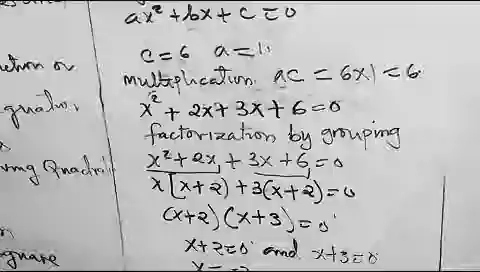 ax² + bx + c = 0
c = 6 a = 1.
multiplication. ac = 6x1 = 6.
x² + 2x + 3x + 6 = 0
factorization by grouping
x² + 2x + 3x + 6 = 0
x(x+2) + 3(x+2) = 0
(x+2)(x+3) = 0
x+2=0 and x+3=0